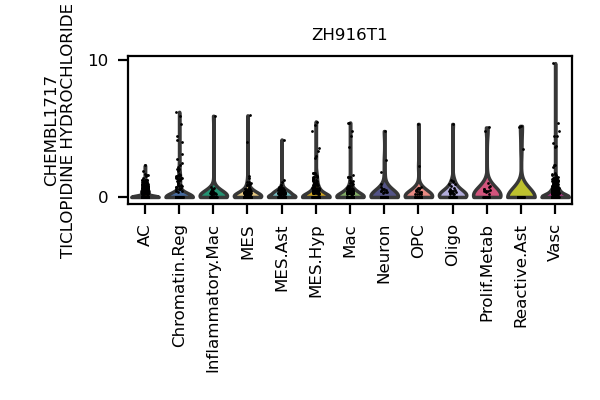 ZH916T1
CHEMBL1717
TICLOPIDINE HYDROCHLORIDE
10
0
AC
Chromatin.Reg
Inflammatory.Mac
MES
MES.Ast
MES.Hyp
Mac
Neuron
OPC
Oligo
Prolif.Metab
Reactive.Ast
Vasc